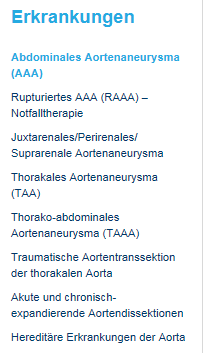 Erkrankungen
Abdominales Aortenaneurysma
(AAA)
Rupturiertes AAA (RAAA) –
Notfalltherapie
Juxtarenales/Perirenales/
Suprarenale Aortenaneurysma
Thorakales Aortenaneurysma
(TAA)
Thorako-abdominales
Aortenaneurysma (TAAA)
Traumatische Aortentranssektion
der thorakalen Aorta
Akute und chronisch-
expandierende Aortendissektionen
Hereditäre Erkrankungen der Aorta